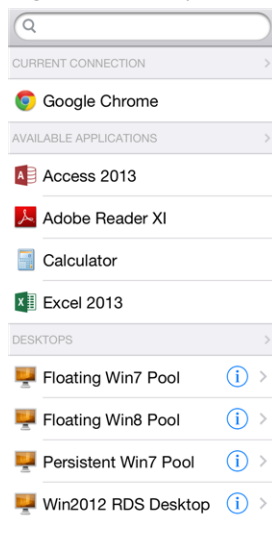 CURRENT CONNECTION
Google Chrome
AVAILABLE APPLICATIONS
Access 2013
Adobe Reader XI
Calculator
Excel 2013
DESKTOPS
Floating Win7 Pool
Floating Win8 Pool
Persistent Win7 Pool
Win2012 RDS Desktop